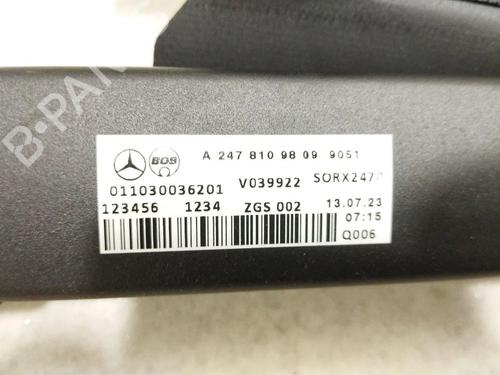 B-PARTS
BOS A 247 810 98 09 9051
011030036201 V039922 SORX247
123456 1234 ZGS 002 13.07.23
07:15
Q006